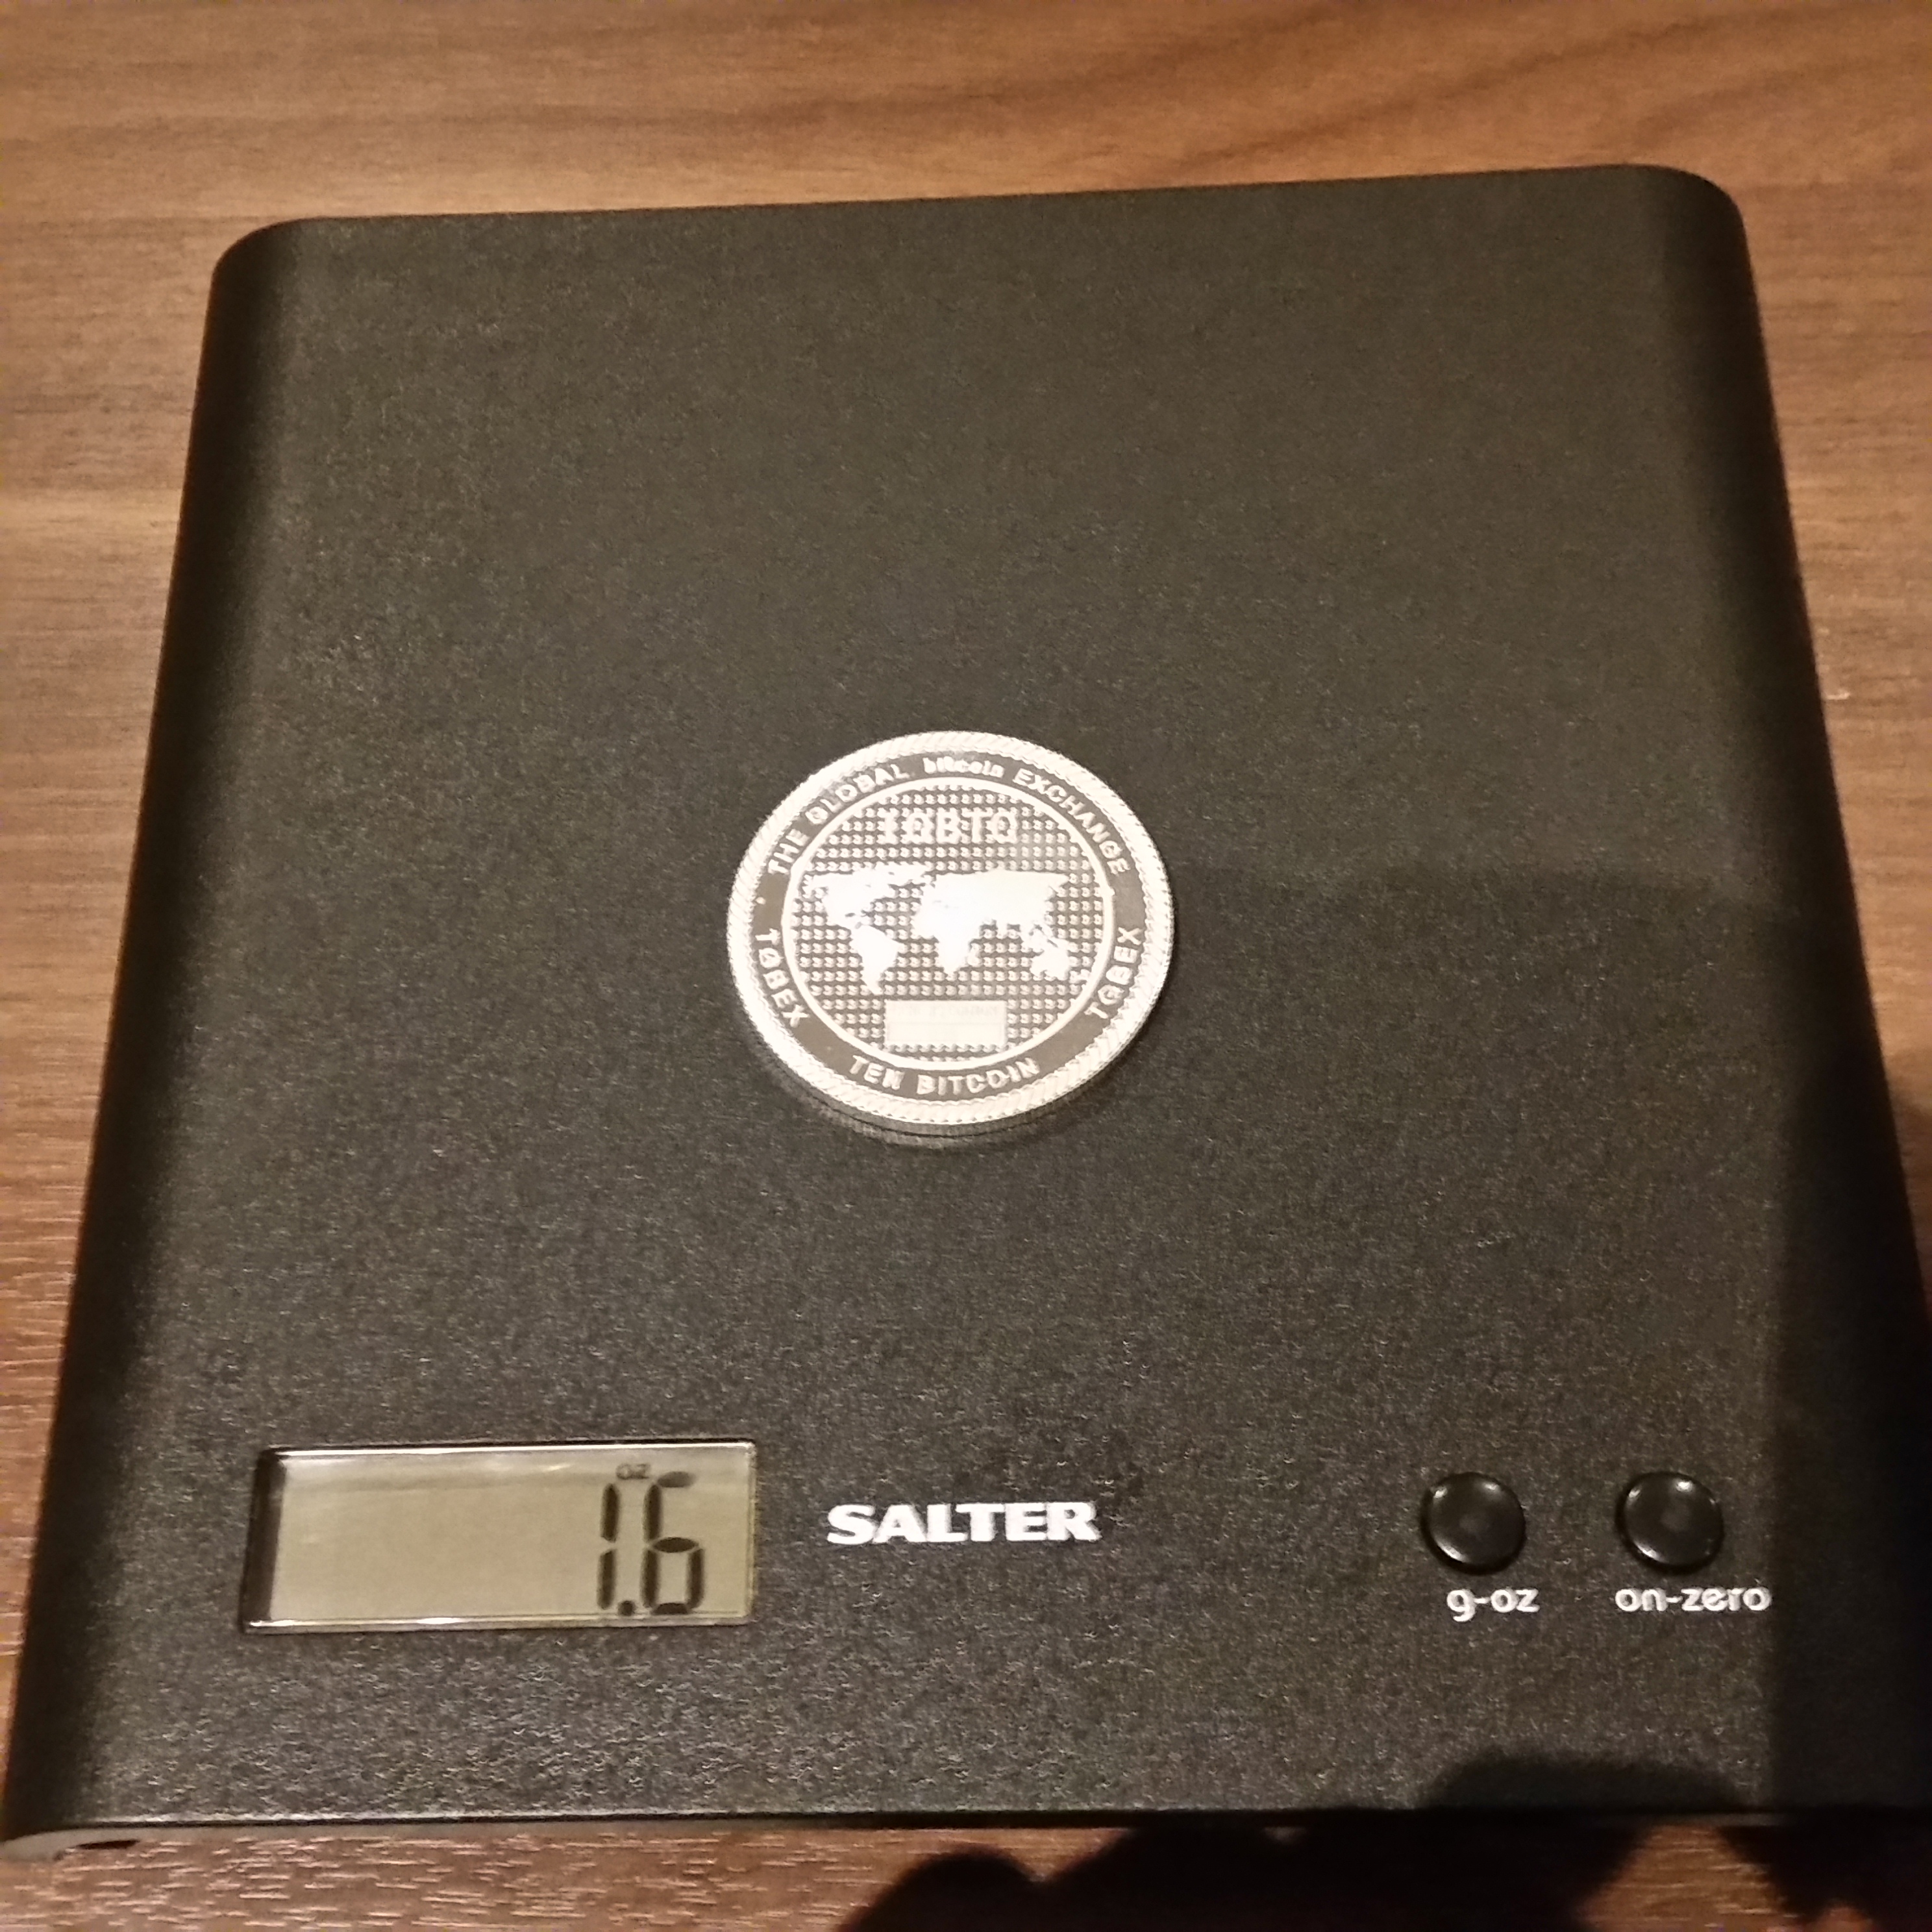 THE GLOBAL bitcoin EXCHANGE
TGBEX
TGBEX
TEN BITCOIN
oz
1.6
SALTER
g-oz
on-zero